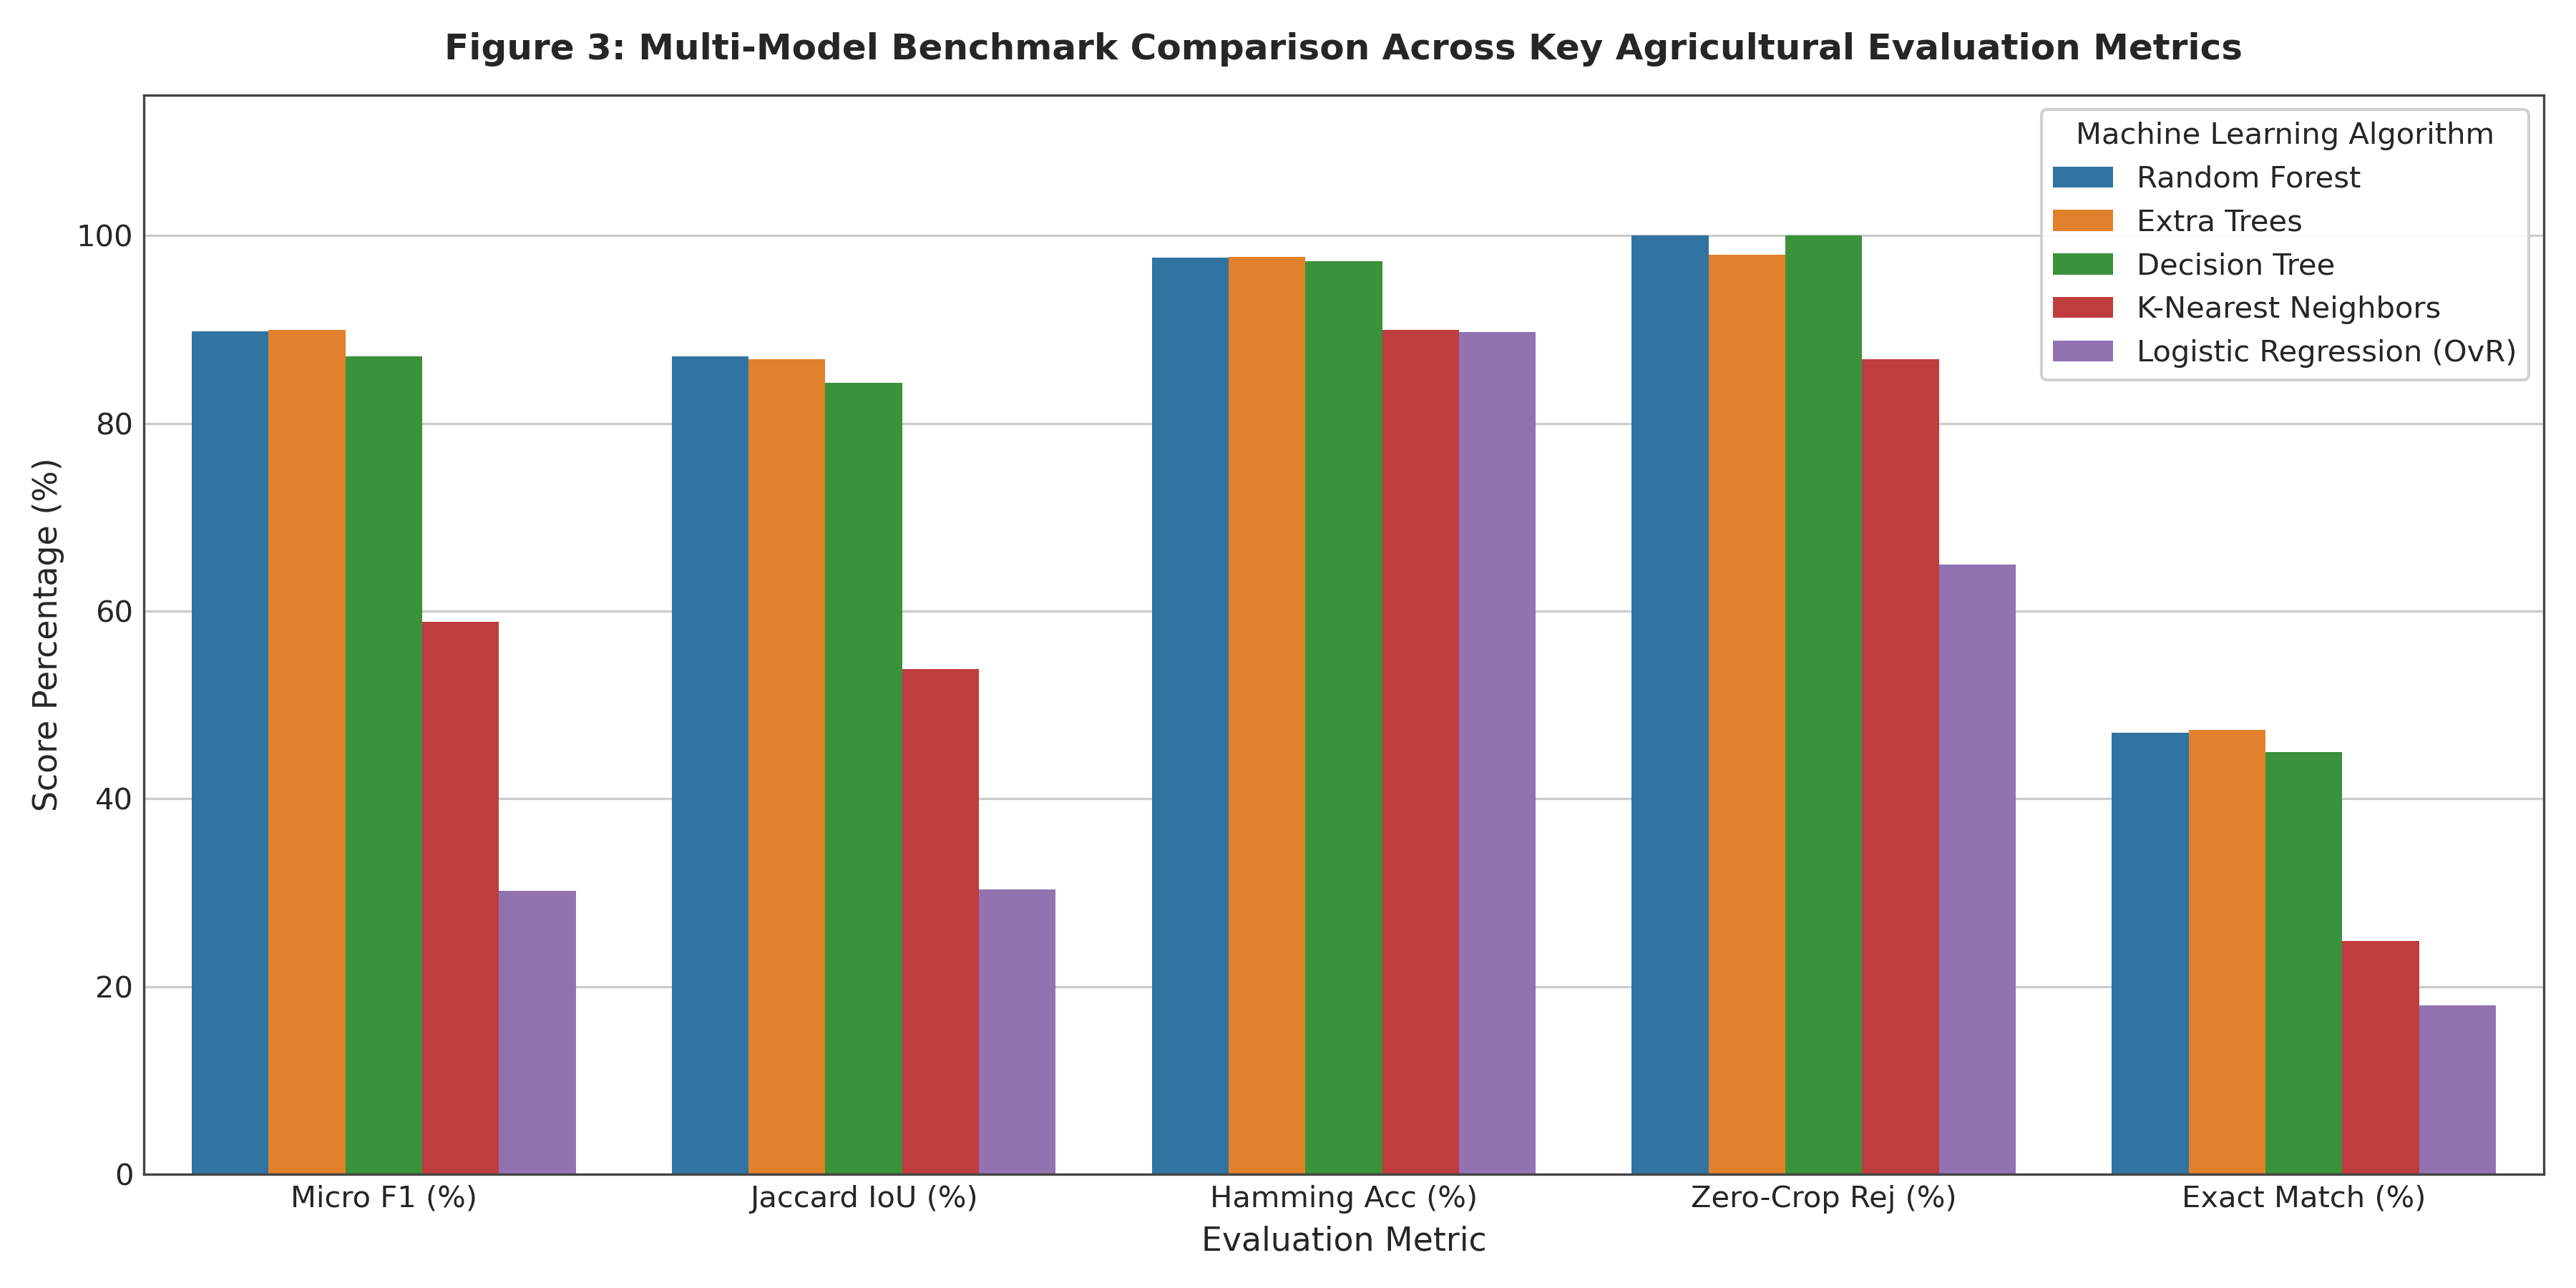 Figure 3: Multi-Model Benchmark Comparison Across Key Agricultural Evaluation Metrics
Machine Learning Algorithm
Random Forest
Extra Trees
Decision Tree
K-Nearest Neighbors
Logistic Regression (OvR)
Score Percentage (%)
100
80
60
40
20
0
Micro F1 (%)
Jaccard IoU (%)
Hamming Acc (%)
Zero-Crop Rej (%)
Exact Match (%)
Evaluation Metric